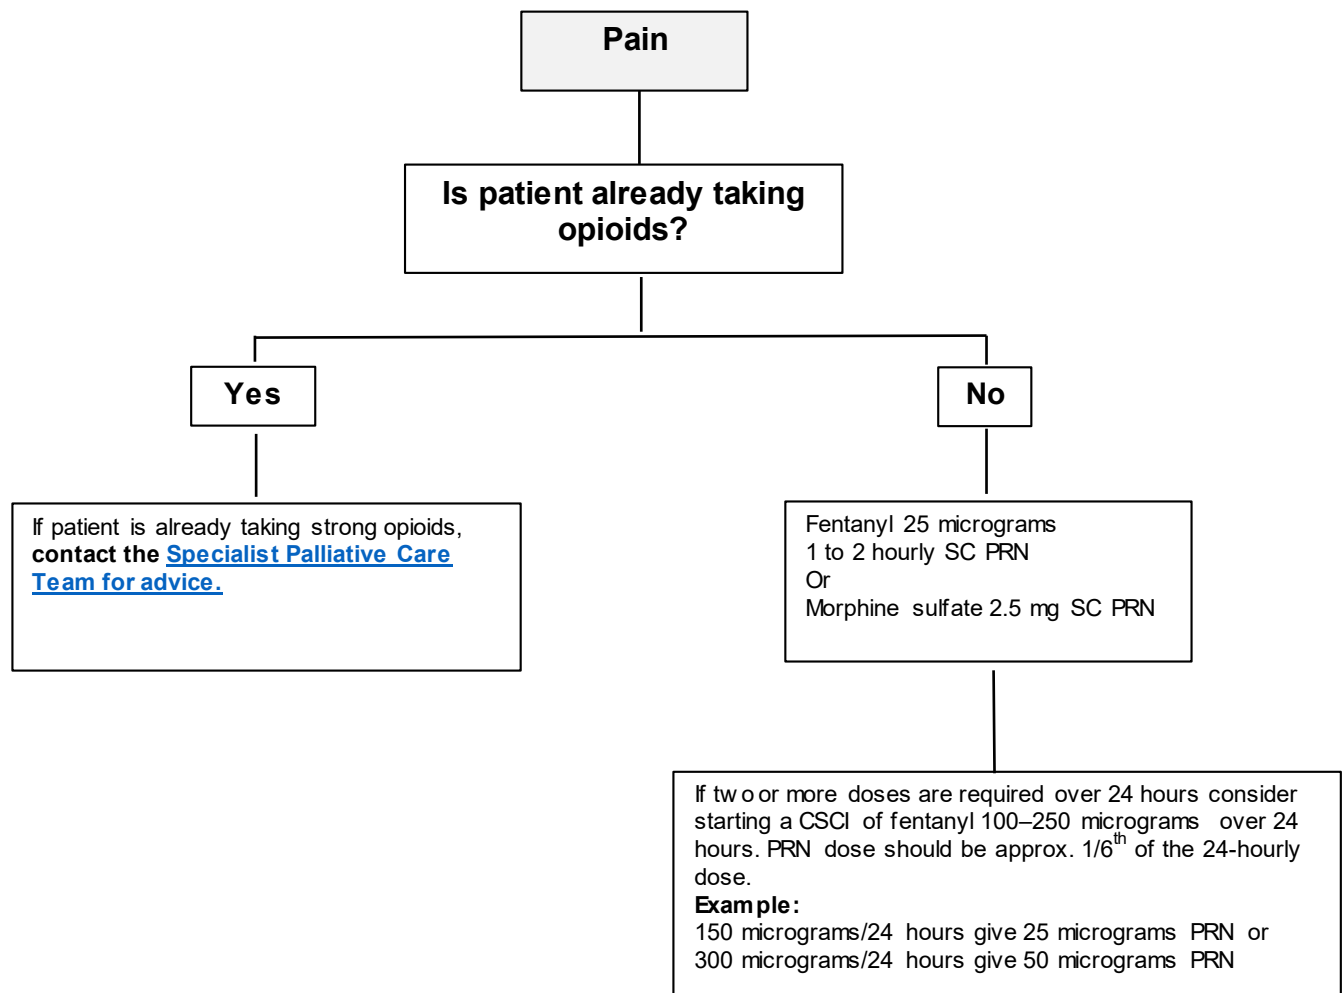 Pain
Is patient already taking
opioids?
Yes
No
If patient is already taking strong opioids,
contact the Specialist Palliative Care
Team for advice.
Fentanyl 25 micrograms
1 to 2 hourly SC PRN
Or
Morphine sulfate 2.5 mg SC PRN
If two or more doses are required over 24 hours consider
starting a CSCI of fentanyl 100–250 micrograms over 24
hours. PRN dose should be approx. 1/6th of the 24-hourly
dose.
Example:
150 micrograms/24 hours give 25 micrograms PRN or
300 micrograms/24 hours give 50 micrograms PRN